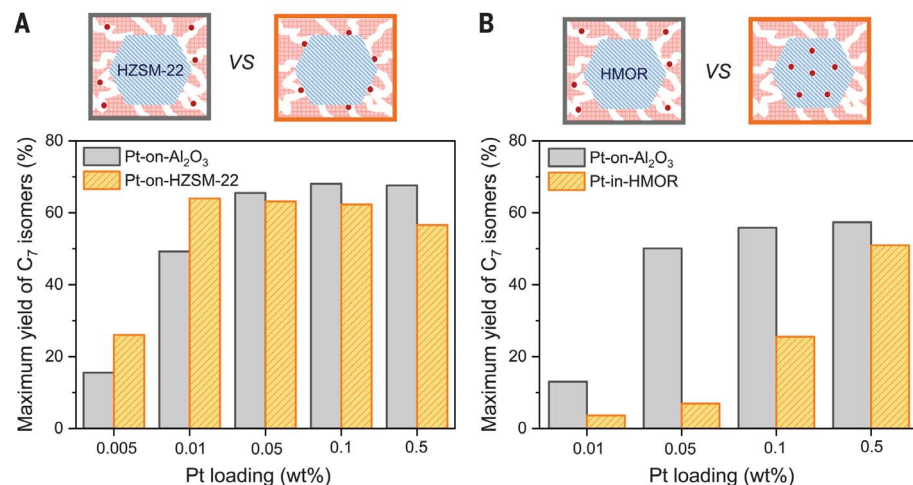 A
HZSM-22
VS
Maximum yield of C₇ isomers (%)
80
60
40
20
0
Pt-on-Al₂O₃
Pt-on-HZSM-22
0.005 0.01 0.05 0.1 0.5
Pt loading (wt%)
B
HMOR
VS
Maximum yield of C₇ isomers (%)
80
60
40
20
0
Pt-on-Al₂O₃
Pt-in-HMOR
0.01 0.05 0.1 0.5
Pt loading (wt%)